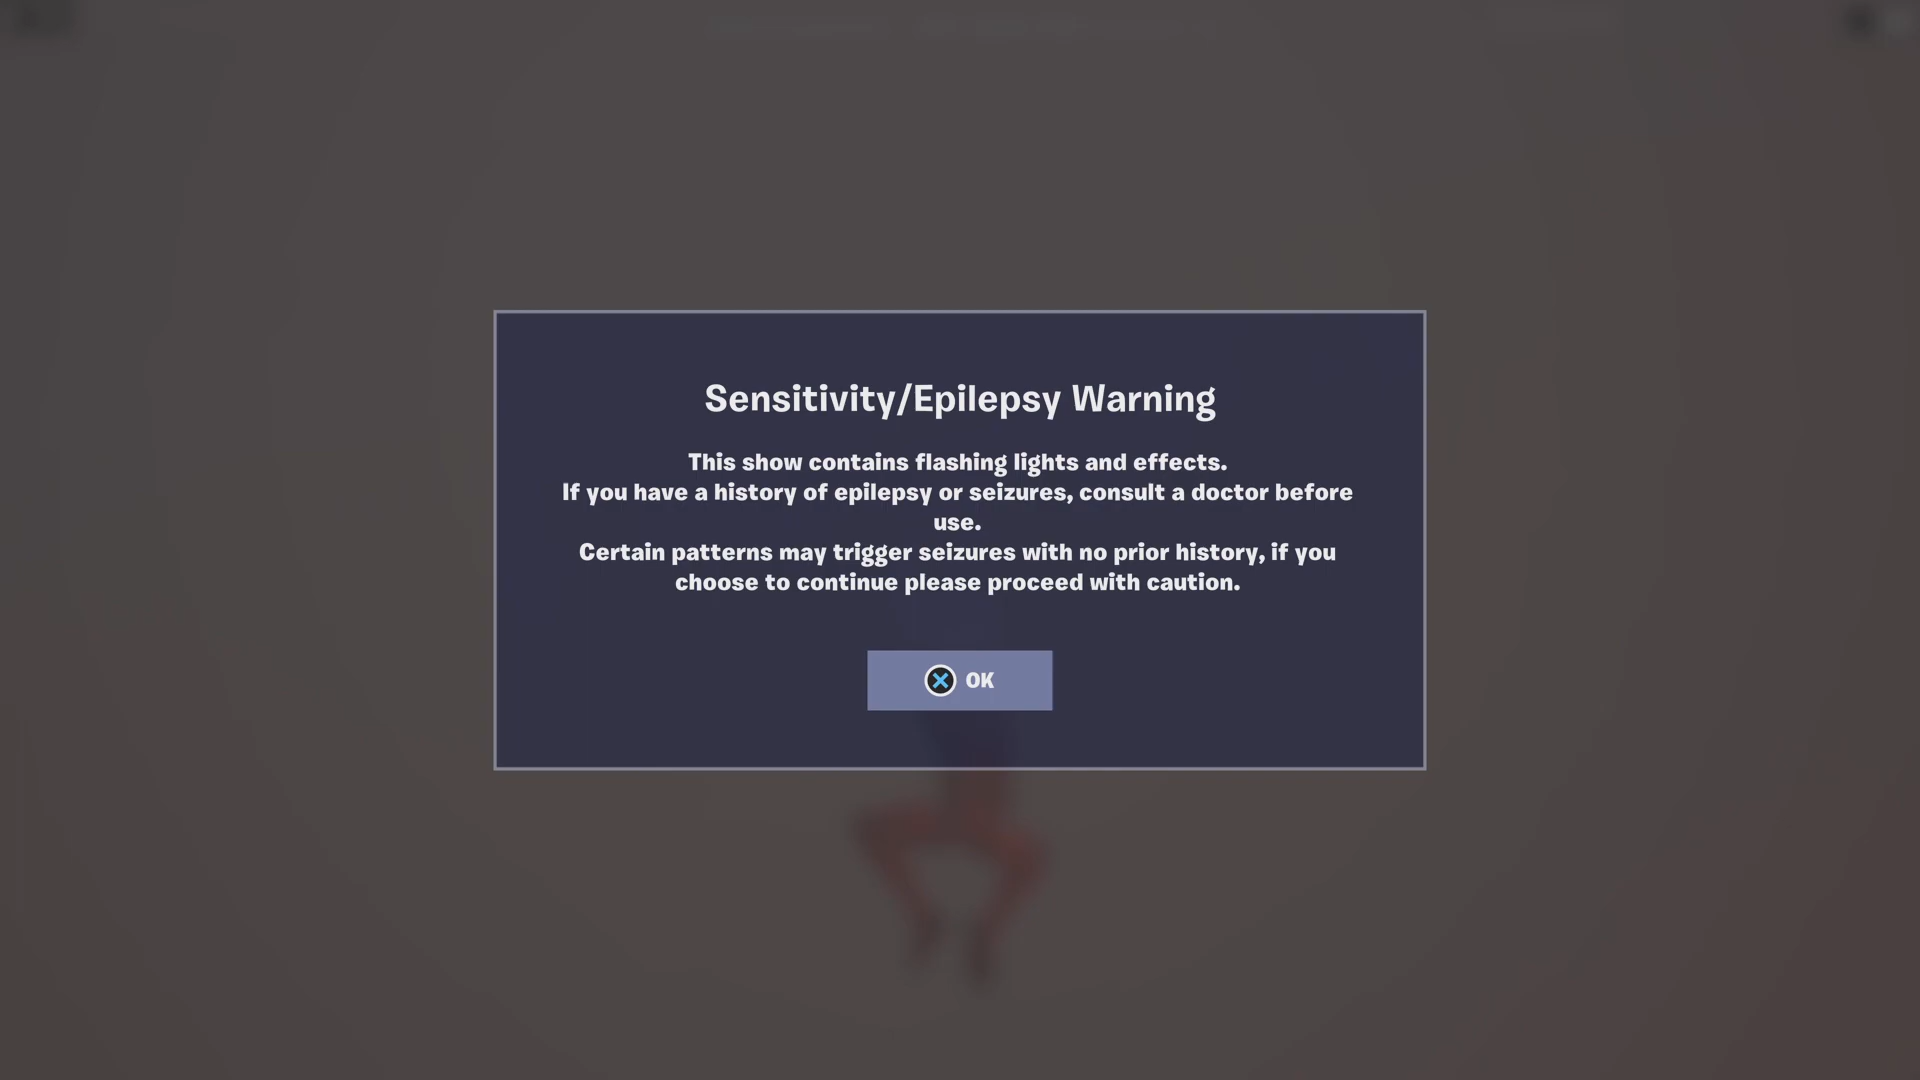 Sensitivity/Epilepsy Warning
This show contains flashing lights and effects.
If you have a history of epilepsy or seizures, consult a doctor before
use.
Certain patterns may trigger seizures with no prior history, if you
choose to continue please proceed with caution.
OK